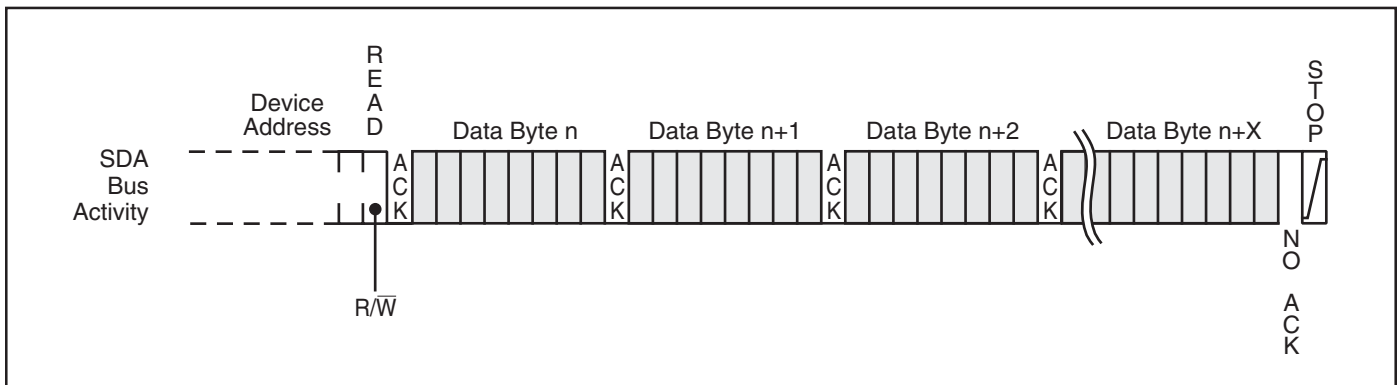 READ
STOP
Device
Address
Data Byte n
Data Byte n+1
Data Byte n+2
Data Byte n+X
SDA
Bus
Activity
ACK
ACK
ACK
ACK
NO ACK
R/W̅